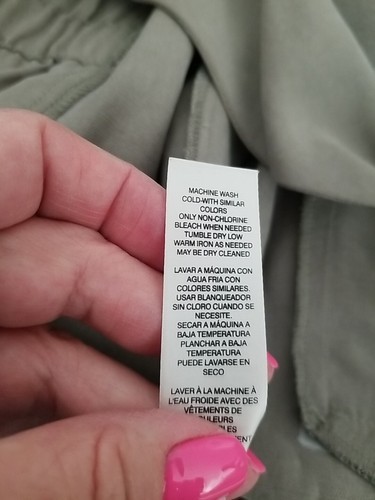 MACHINE WASH
COLD-WITH SIMILAR
COLORS
ONLY NON-CHLORINE
BLEACH WHEN NEEDED
TUMBLE DRY LOW
WARM IRON AS NEEDED
MAY BE DRY CLEANED
LAVAR A MÁQUINA CON
AGUA FRIA CON
COLORES SIMILARES.
USAR BLANQUEADOR
SIN CLORO CUANDO SE
NECESITE.
SECAR A MÁQUINA A
BAJA TEMPERATURA
PLANCHAR A BAJA
TEMPERATURA
PUEDE LAVARSE EN
SECO
LAVER À LA MACHINE À
L'EAU FROIDE AVEC DES
VÊTEMENTS DE